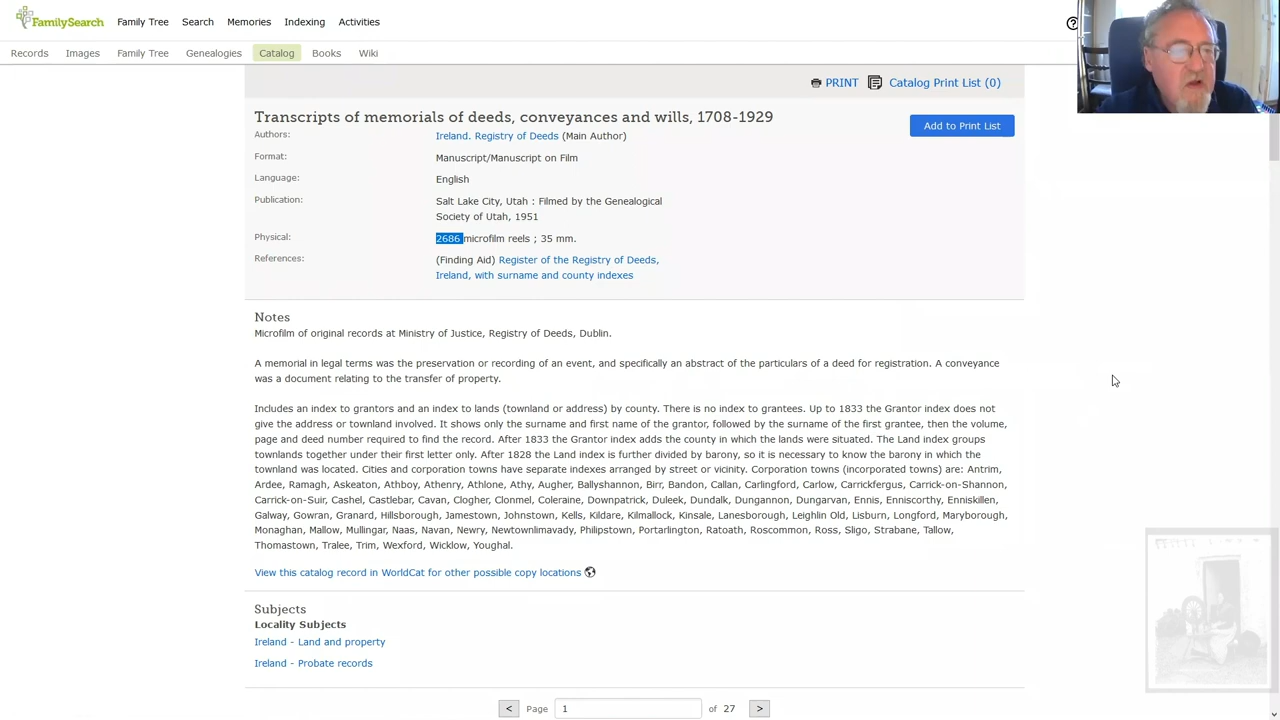 FamilySearch Family Tree Search Memories Indexing Activities
Records Images Family Tree Genealogies Catalog Books Wiki
PRINT Catalog Print List (0)
Transcripts of memorials of deeds, conveyances and wills, 1708-1929
Add to Print List
Authors: Ireland. Registry of Deeds (Main Author)
Format: Manuscript/Manuscript on Film
Language: English
Publication: Salt Lake City, Utah : Filmed by the Genealogical
Society of Utah, 1951
Physical: 2686 microfilm reels ; 35 mm.
References: (Finding Aid) Register of the Registry of Deeds,
Ireland, with surname and county indexes
Notes
Microfilm of original records at Ministry of Justice, Registry of Deeds, Dublin.
A memorial in legal terms was the preservation or recording of an event, and specifically an abstract of the particulars of a deed for registration. A conveyance
was a document relating to the transfer of property.
Includes an index to grantors and an index to lands (townland or address) by county. There is no index to grantees. Up to 1833 the Grantor index does not
give the address or townland involved. It shows only the surname and first name of the grantor, followed by the surname of the first grantee, then the volume,
page and deed number required to find the record. After 1833 the Grantor index adds the county in which the lands were situated. The Land index groups
townlands together under their first letter only. After 1828 the Land index is further divided by barony, so it is necessary to know the barony in which the
townland was located. Cities and corporation towns have separate indexes arranged by street or vicinity. Corporation towns (incorporated towns) are: Antrim,
Ardee, Ramagh, Askeaton, Athboy, Athenry, Athlone, Athy, Augher, Ballyshannon, Birr, Bandon, Callan, Carlingford, Carlow, Carrickfergus, Carrick-on-Shannon,
Carrick-on-Suir, Cashel, Castlebar, Cavan, Clogher, Clonmel, Coleraine, Downpatrick, Duleek, Dundalk, Dungannon, Dungarvan, Ennis, Enniscorthy, Enniskillen,
Galway, Gowran, Granard, Hillsborough, Jamestown, Johnstown, Kells, Kildare, Kilmallock, Kinsale, Lanesborough, Leighlin Old, Lisburn, Longford, Maryborough,
Monaghan, Mallow, Mullingar, Naas, Navan, Newry, Newtownlimavady, Philipstown, Portarlington, Ratoath, Roscommon, Ross, Sligo, Strabane, Tallow,
Thomastown, Tralee, Trim, Wexford, Wicklow, Youghal.
View this catalog record in WorldCat for other possible copy locations
Subjects
Locality Subjects
Ireland - Land and property
Ireland - Probate records
< Page 1 of 27 >